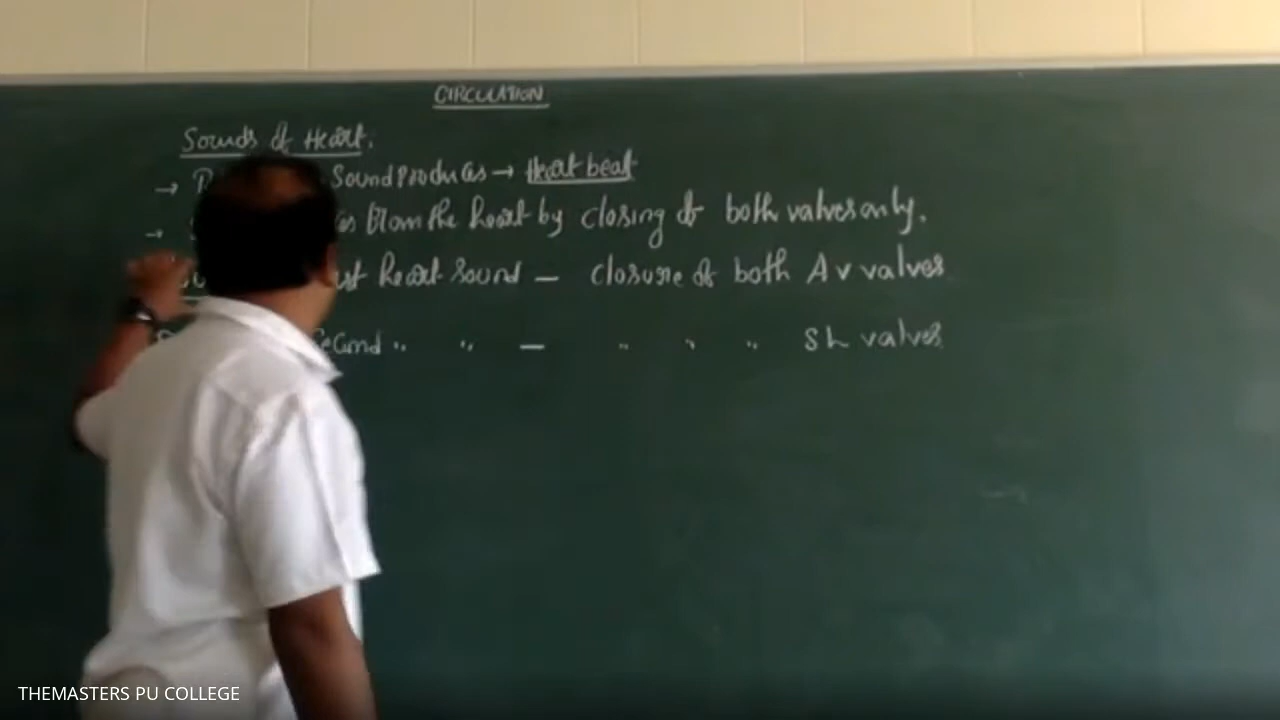 CIRCULATION
Sounds of Heart.
→ Sound Produces → Heart beat
→ from the heart by closing of both valves only.
Heart Sound — closure of both AV valves
Second " " — " " " SL valves
THEMASTERS PU COLLEGE